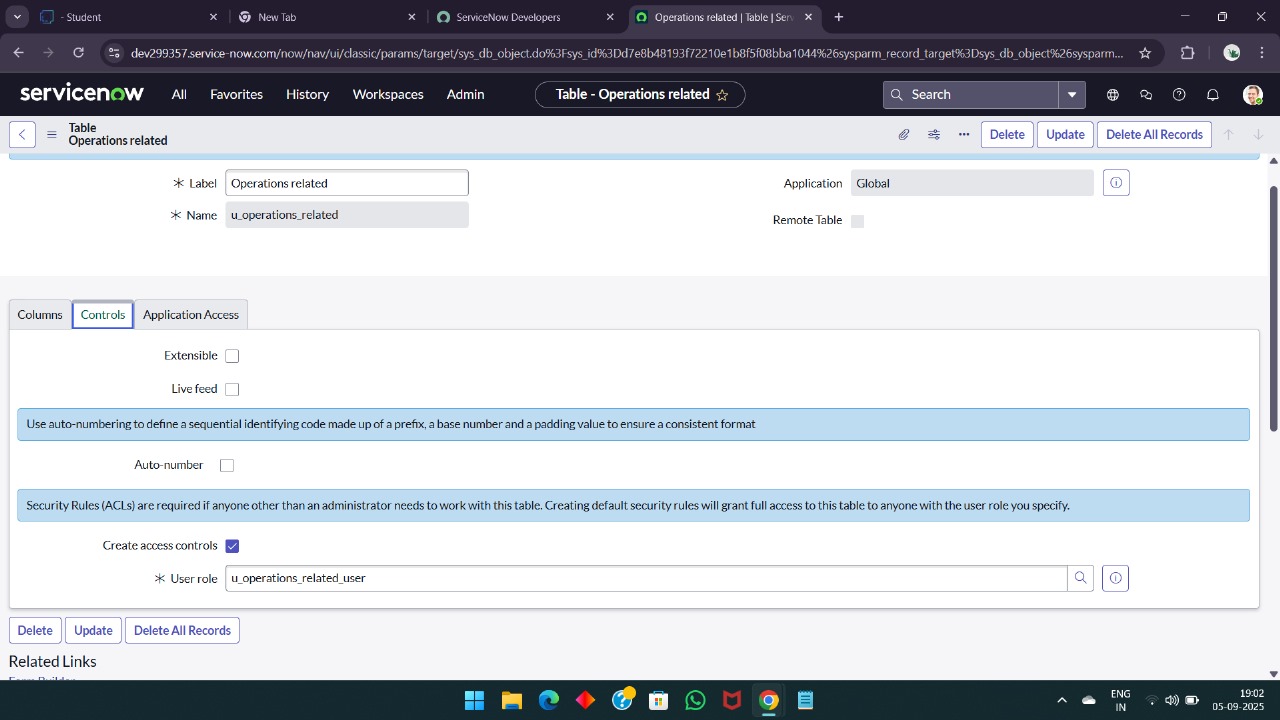 - Student
New Tab
ServiceNow Developers
Operations related | Table | Serv
dev299357.service-now.com/now/nav/ui/classic/params/target/sys_db_object.do%3Fsys_id%3Dd7e8b48193f72210e1b8f5f08bba1044%26sysparm_record_target%3Dsys_db_object%26sysparm...
servicenow
All
Favorites
History
Workspaces
Admin
Table - Operations related
Search
Table
Operations related
Delete
Update
Delete All Records
Label
Operations related
Application
Global
Name
u_operations_related
Remote Table
Columns
Controls
Application Access
Extensible
Live feed
Use auto-numbering to define a sequential identifying code made up of a prefix, a base number and a padding value to ensure a consistent format
Auto-number
Security Rules (ACLs) are required if anyone other than an administrator needs to work with this table. Creating default security rules will grant full access to this table to anyone with the user role you specify.
Create access controls
User role
u_operations_related_user
Delete
Update
Delete All Records
Related Links
Form Builder
ENG
IN
19:02
05-09-2025